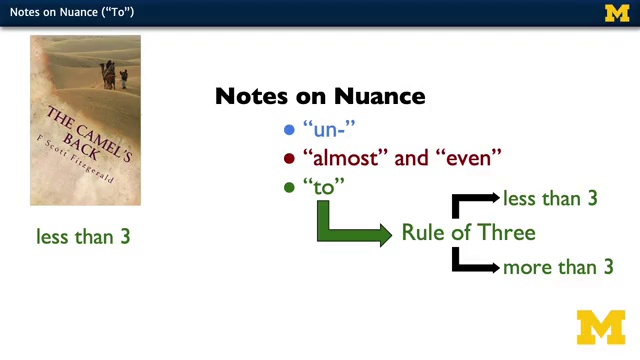 Notes on Nuance (“To”)
M
THE CAMEL'S
BACK
F Scott Fitzgerald
less than 3
Notes on Nuance
● “un-”
● “almost” and “even”
● “to”
Rule of Three
less than 3
more than 3
M